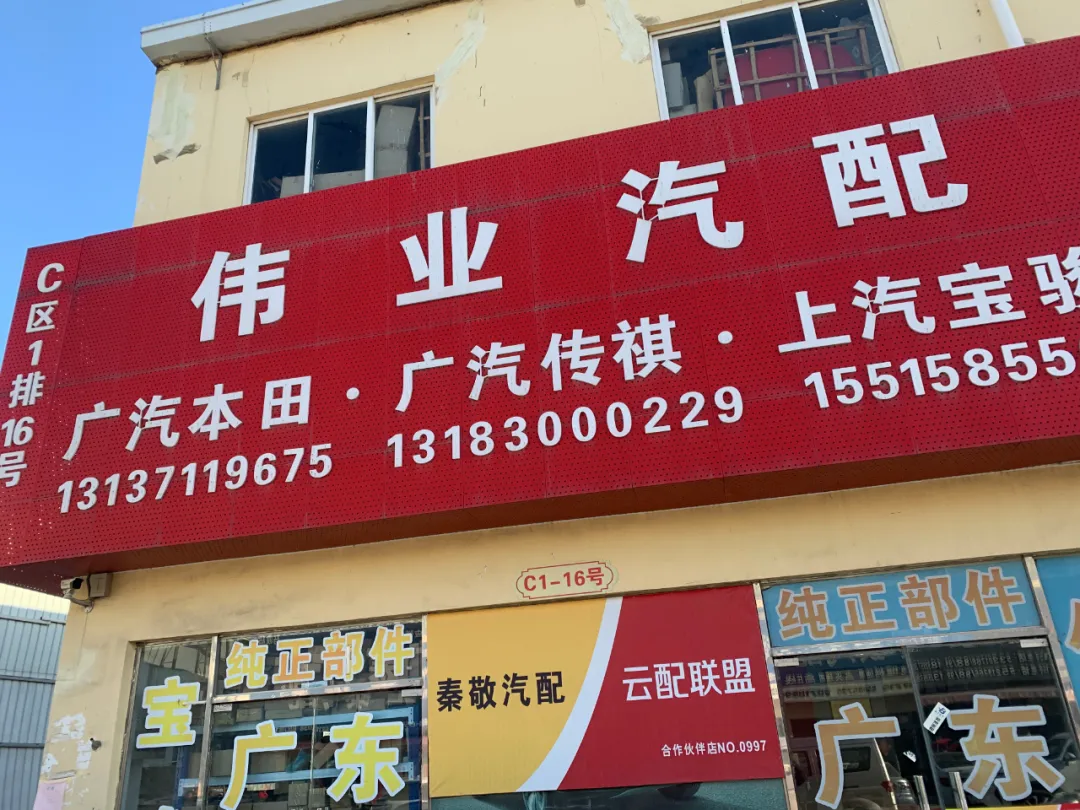 C区1排16号
伟业汽配
广汽本田·广汽传祺·上汽宝骏
13137119675 13183000229 15515855
C1-16号
纯正部件
宝
广东
秦敬汽配
云配联盟
合作伙伴店NO.0997
纯正部件
广东